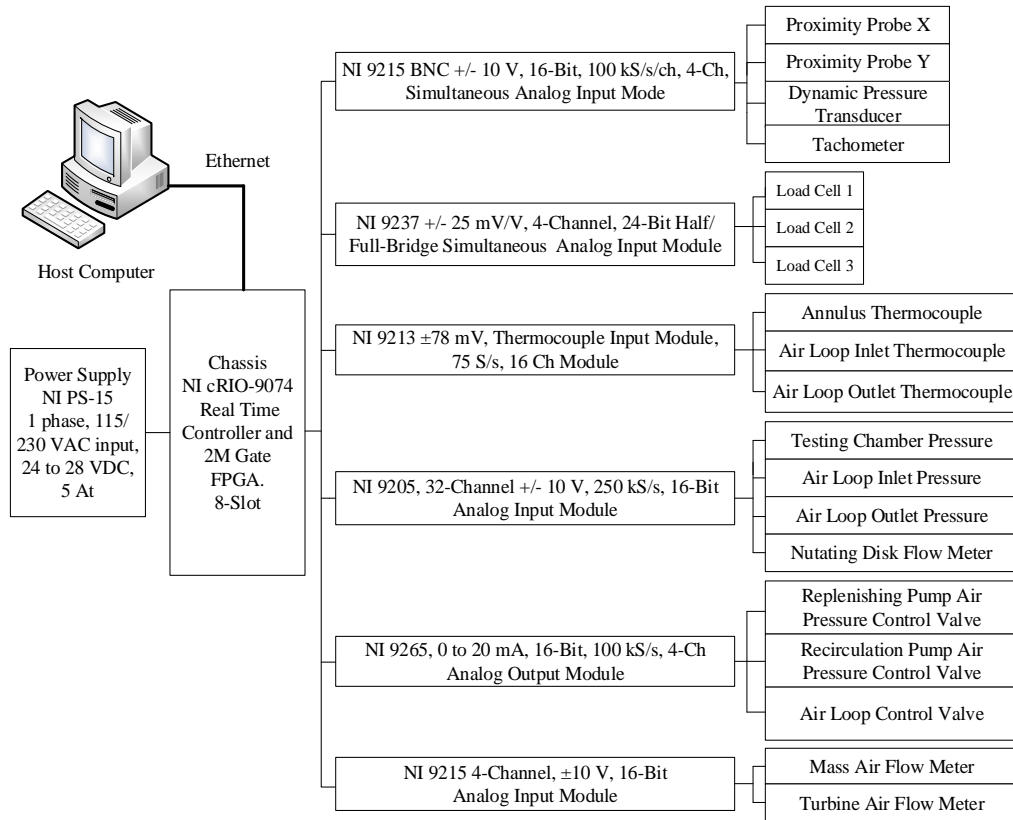 Ethernet
Host Computer
Power Supply
NI PS-15
1 phase, 115/
230 VAC input,
24 to 28 VDC,
5 At
Chassis
NI cRIO-9074
Real Time
Controller and
2M Gate
FPGA.
8-Slot
NI 9215 BNC +/- 10 V, 16-Bit, 100 kS/s/ch, 4-Ch,
Simultaneous Analog Input Mode
Proximity Probe X
Proximity Probe Y
Dynamic Pressure
Transducer
Tachometer
NI 9237 +/- 25 mV/V, 4-Channel, 24-Bit Half/
Full-Bridge Simultaneous Analog Input Module
Load Cell 1
Load Cell 2
Load Cell 3
NI 9213 ±78 mV, Thermocouple Input Module,
75 S/s, 16 Ch Module
Annulus Thermocouple
Air Loop Inlet Thermocouple
Air Loop Outlet Thermocouple
NI 9205, 32-Channel +/- 10 V, 250 kS/s, 16-Bit
Analog Input Module
Testing Chamber Pressure
Air Loop Inlet Pressure
Air Loop Outlet Pressure
Nutating Disk Flow Meter
NI 9265, 0 to 20 mA, 16-Bit, 100 kS/s, 4-Ch
Analog Output Module
Replenishing Pump Air
Pressure Control Valve
Recirculation Pump Air
Pressure Control Valve
Air Loop Control Valve
NI 9215 4-Channel, ±10 V, 16-Bit
Analog Input Module
Mass Air Flow Meter
Turbine Air Flow Meter